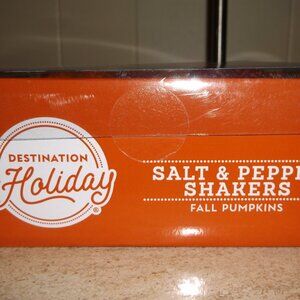 DESTINATION
Holiday
®
SALT & PEPPE
SHAKERS
FALL PUMPKINS